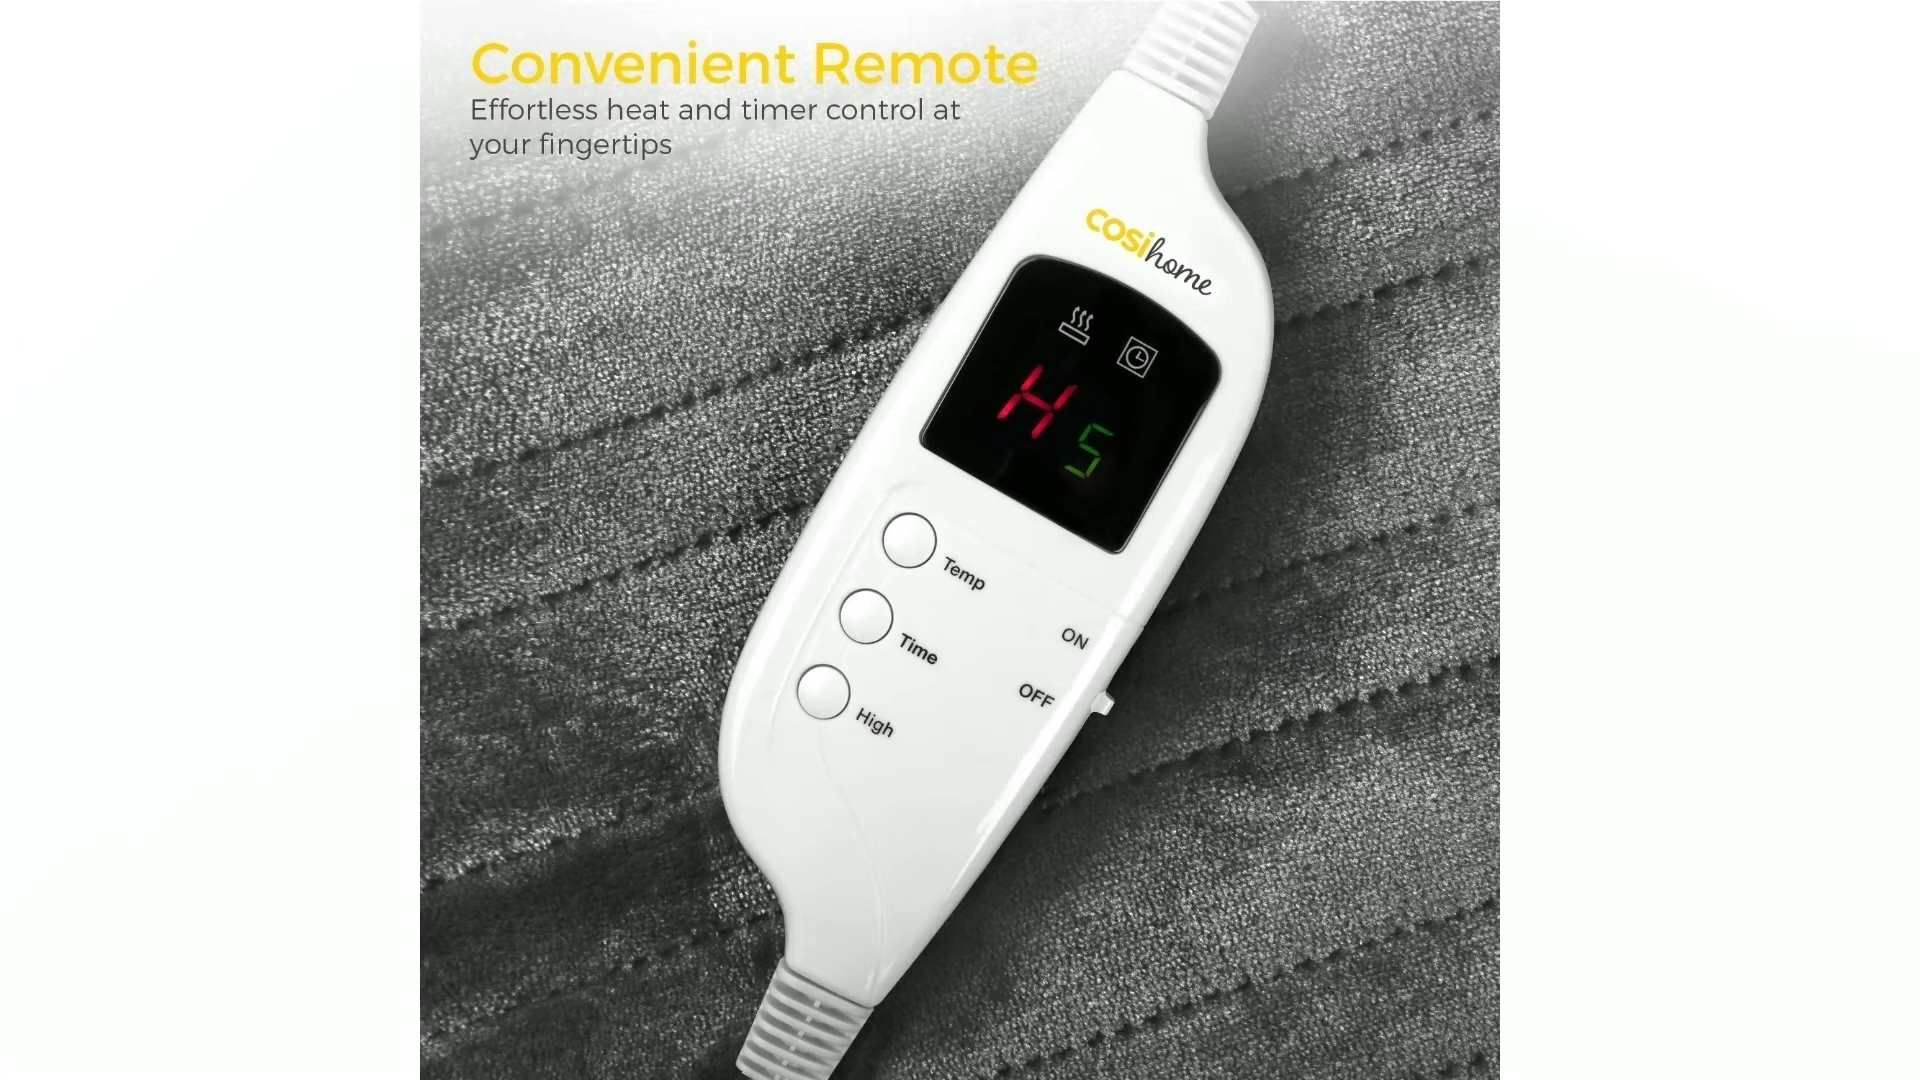 Convenient Remote
Effortless heat and timer control at
your fingertips
cosihome
H 5
Temp
Time
High
ON
OFF